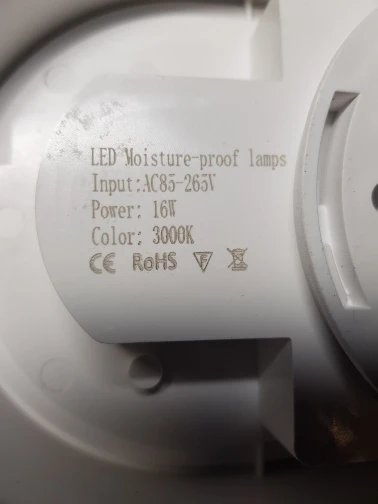 LED Moisture-proof lamps
Input:AC85-265V
Power: 16W
Color: 3000K
CE RoHS F